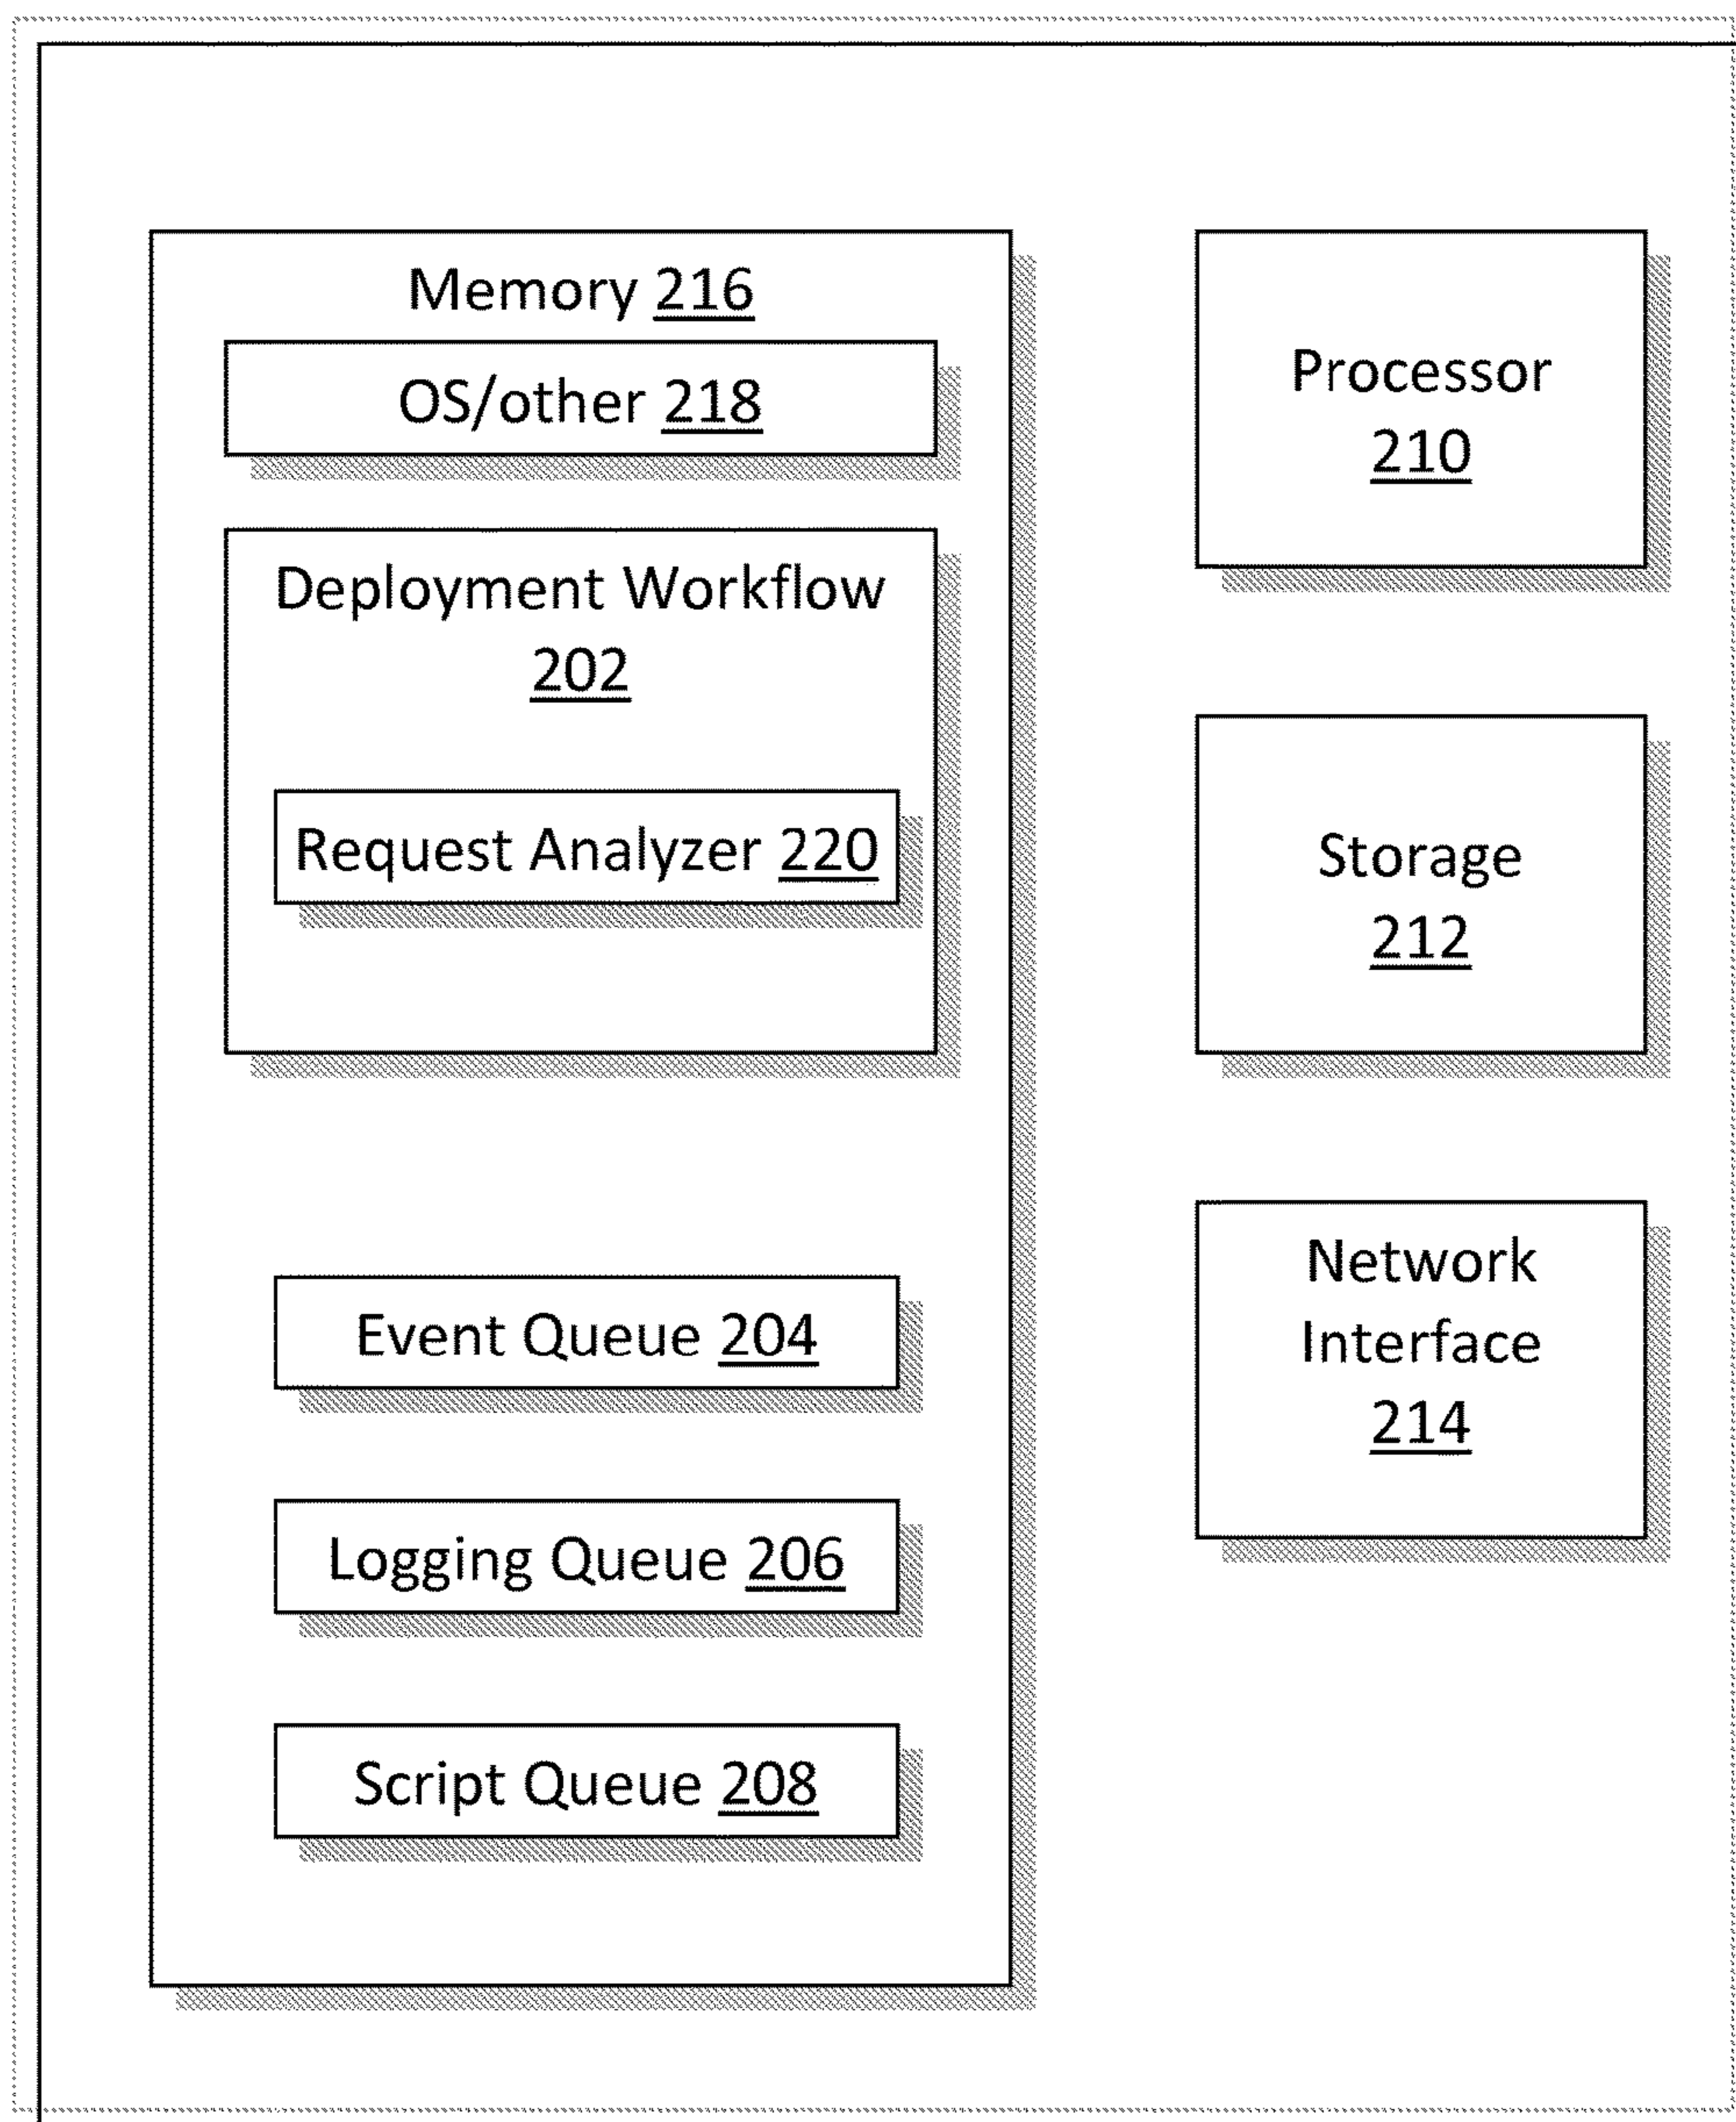 Memory 216
OS/other 218
Deployment Workflow
202
Request Analyzer 220
Event Queue 204
Logging Queue 206
Script Queue 208
Processor
210
Storage
212
Network
Interface
214